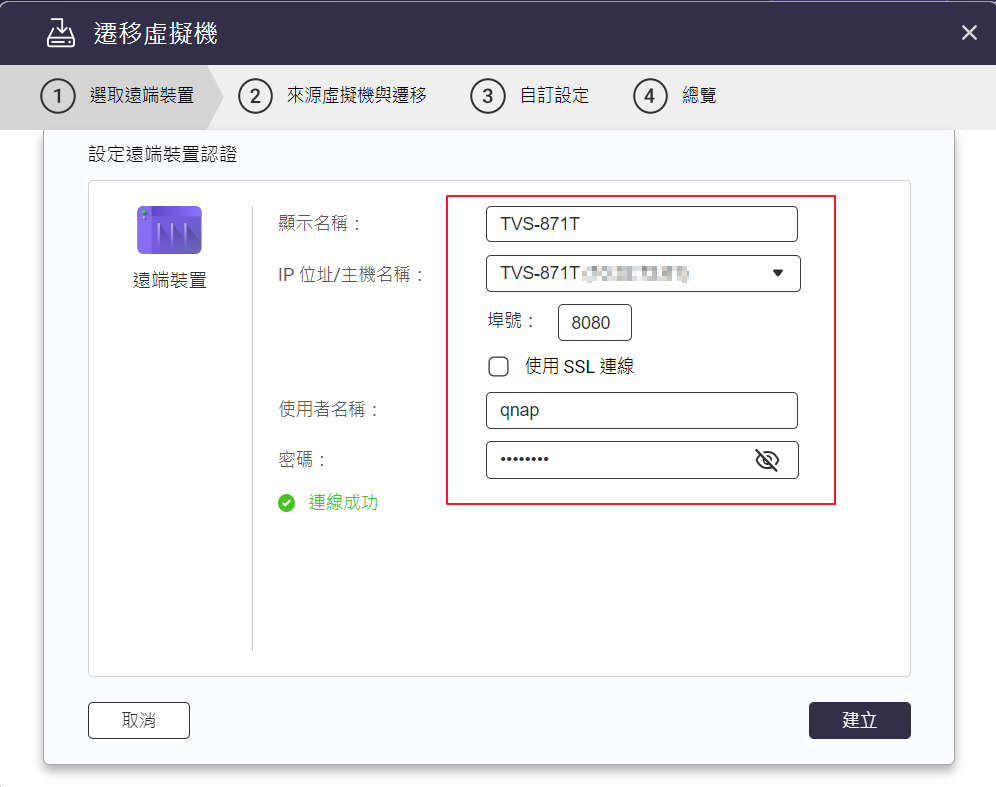 遷移虛擬機
1 選取遠端裝置 2 來源虛擬機與遷移 3 自訂設定 4 總覽
設定遠端裝置認證
遠端裝置
顯示名稱： TVS-871T
IP 位址/主機名稱： TVS-871T
埠號： 8080
使用 SSL 連線
使用者名稱： qnap
密碼： ••••••••
連線成功
取消 建立